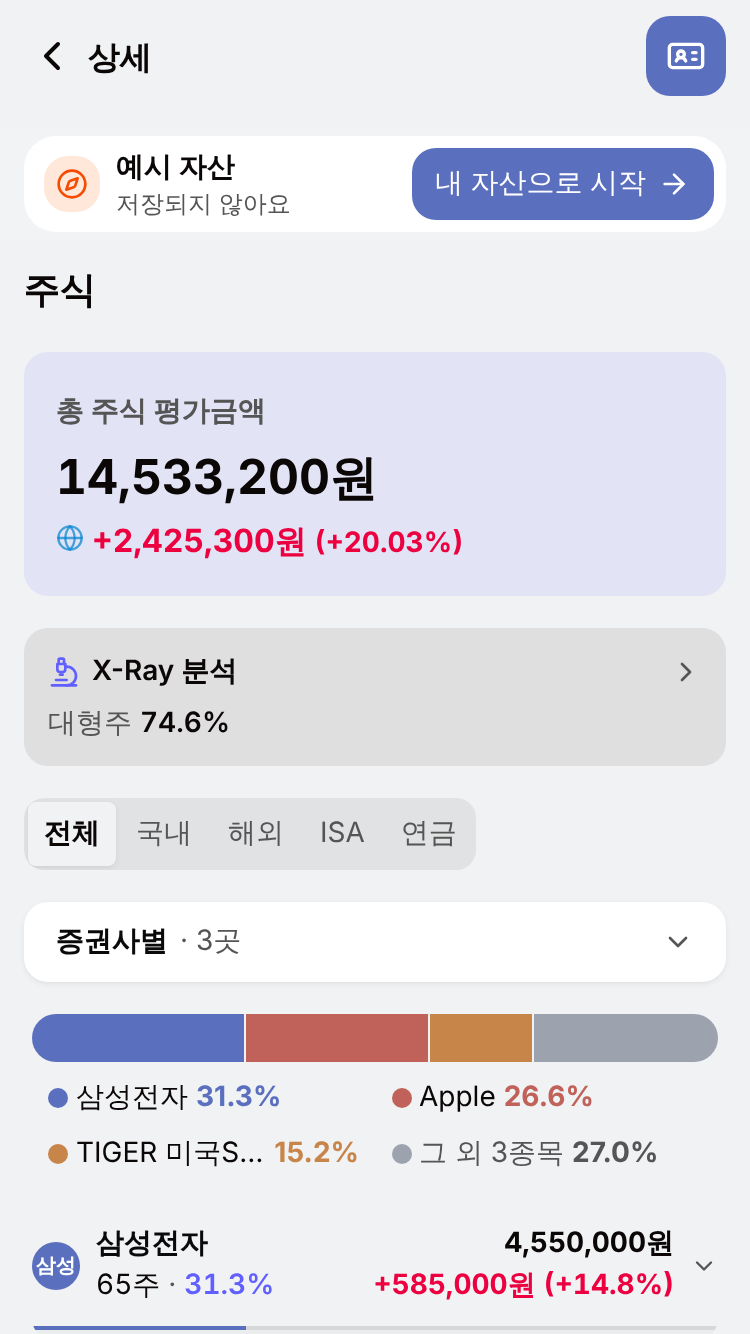 상세
예시 자산
저장되지 않아요
내 자산으로 시작
주식
총 주식 평가금액
14,533,200원
+2,425,300원 (+20.03%)
X-Ray 분석
대형주 74.6%
전체 국내 해외 ISA 연금
증권사별 · 3곳
삼성전자 31.3% Apple 26.6%
TIGER 미국S... 15.2% 그 외 3종목 27.0%
삼성 삼성전자 4,550,000원
65주 · 31.3% +585,000원 (+14.8%)